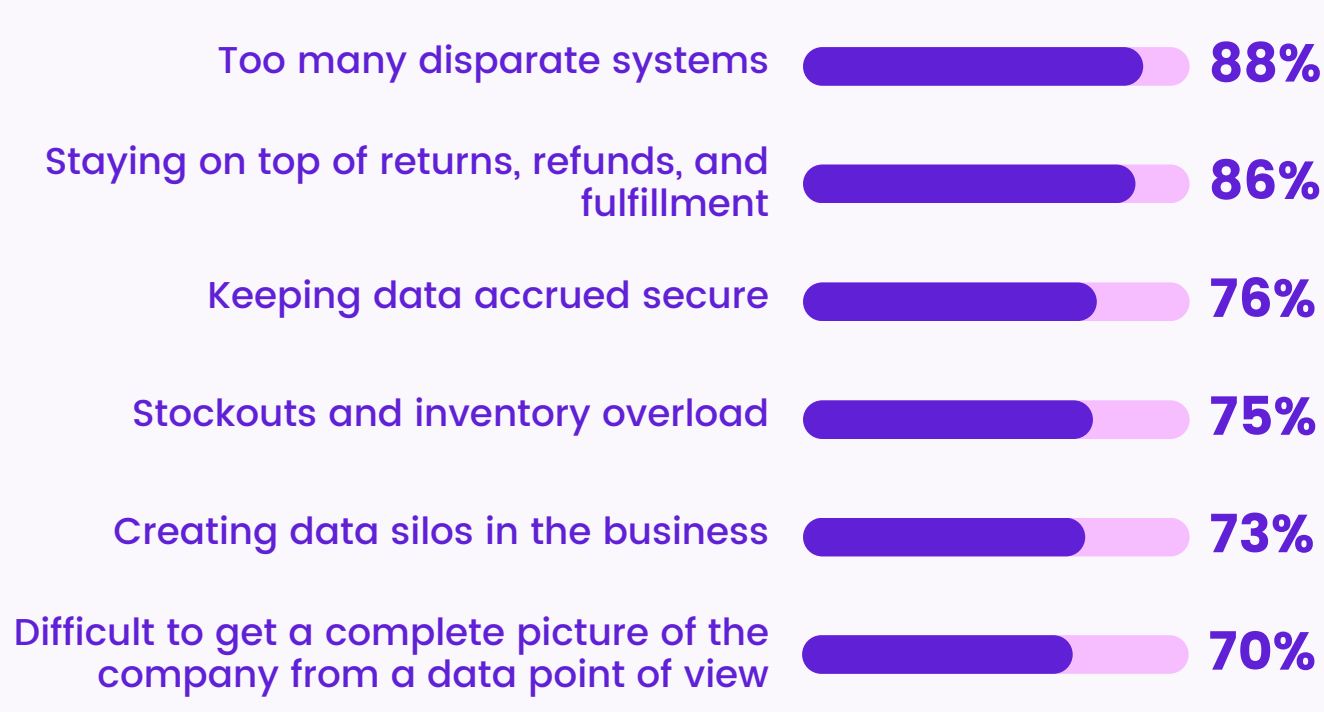 Too many disparate systems
88%
Staying on top of returns, refunds, and
fulfillment
86%
Keeping data accrued secure
76%
Stockouts and inventory overload
75%
Creating data silos in the business
73%
Difficult to get a complete picture of the
company from a data point of view
70%